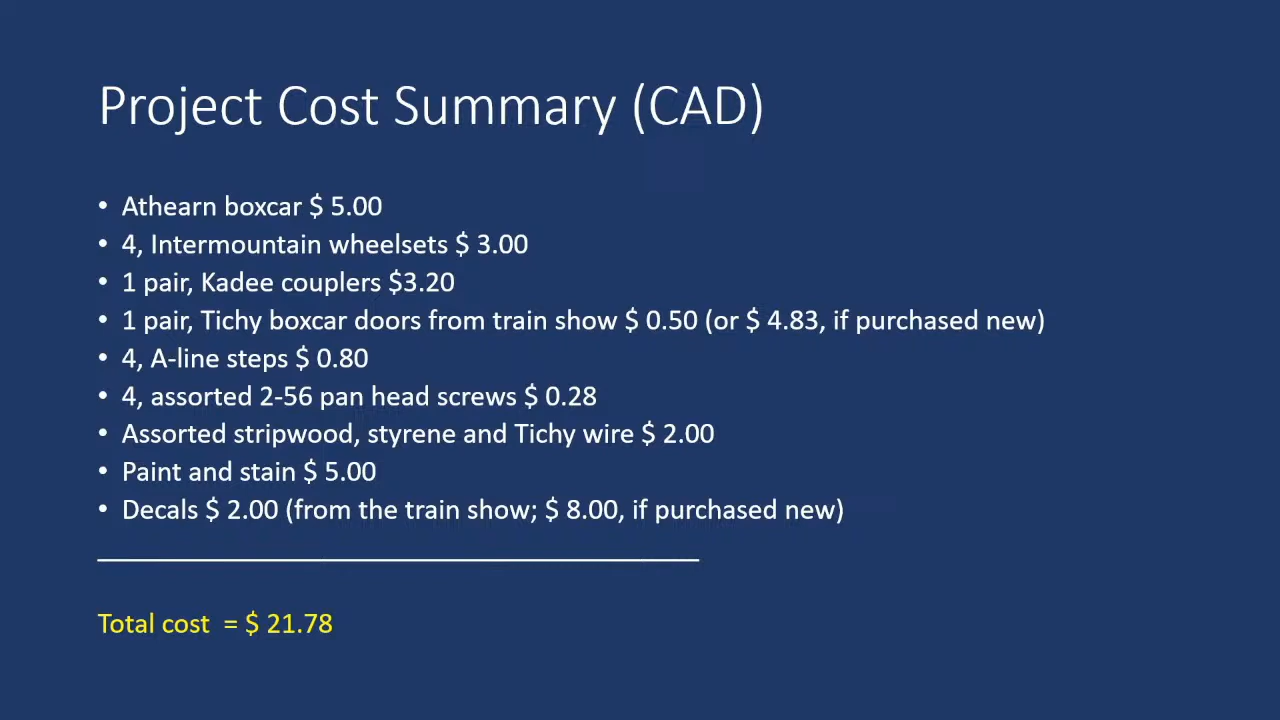 Project Cost Summary (CAD)
• Athearn boxcar $ 5.00
• 4, Intermountain wheelsets $ 3.00
• 1 pair, Kadee couplers $3.20
• 1 pair, Tichy boxcar doors from train show $ 0.50 (or $ 4.83, if purchased new)
• 4, A-line steps $ 0.80
• 4, assorted 2-56 pan head screws $ 0.28
• Assorted stripwood, styrene and Tichy wire $ 2.00
• Paint and stain $ 5.00
• Decals $ 2.00 (from the train show; $ 8.00, if purchased new)
Total cost  = $ 21.78